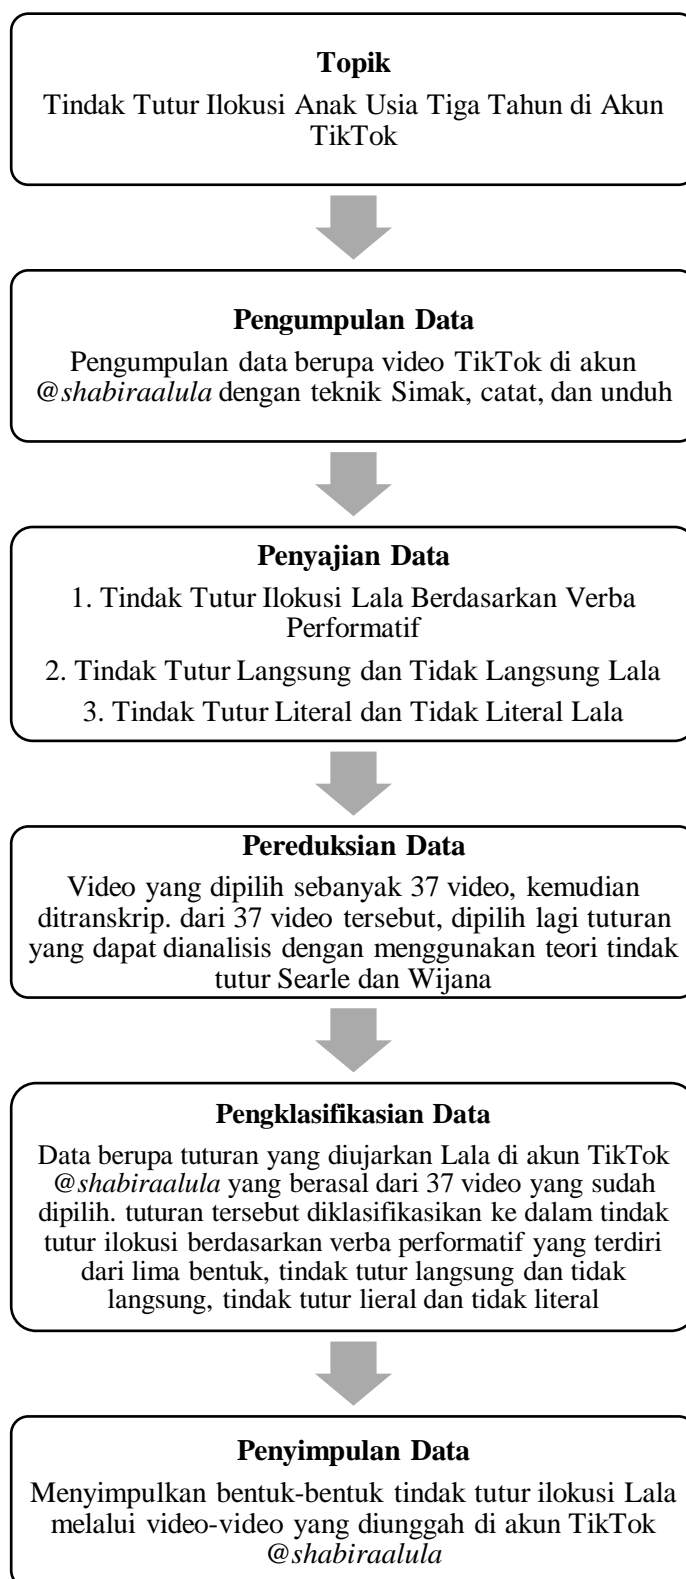 Topik
Tindak Tutur Ilokusi Anak Usia Tiga Tahun di Akun
TikTok
Pengumpulan Data
Pengumpulan data berupa video TikTok di akun
@shabiraalula dengan teknik Simak, catat, dan unduh
Penyajian Data
1. Tindak Tutur Ilokusi Lala Berdasarkan Verba
Performatif
2. Tindak Tutur Langsung dan Tidak Langsung Lala
3. Tindak Tutur Literal dan Tidak Literal Lala
Pereduksian Data
Video yang dipilih sebanyak 37 video, kemudian
ditranskrip. dari 37 video tersebut, dipilih lagi tuturan
yang dapat dianalisis dengan menggunakan teori tindak
tutur Searle dan Wijana
Pengklasifikasian Data
Data berupa tuturan yang diujarkan Lala di akun TikTok
@shabiraalula yang berasal dari 37 video yang sudah
dipilih. tuturan tersebut diklasifikasikan ke dalam tindak
tutur ilokusi berdasarkan verba performatif yang terdiri
dari lima bentuk, tindak tutur langsung dan tidak
langsung, tindak tutur lieral dan tidak literal
Penyimpulan Data
Menyimpulkan bentuk-bentuk tindak tutur ilokusi Lala
melalui video-video yang diunggah di akun TikTok
@shabiraalula